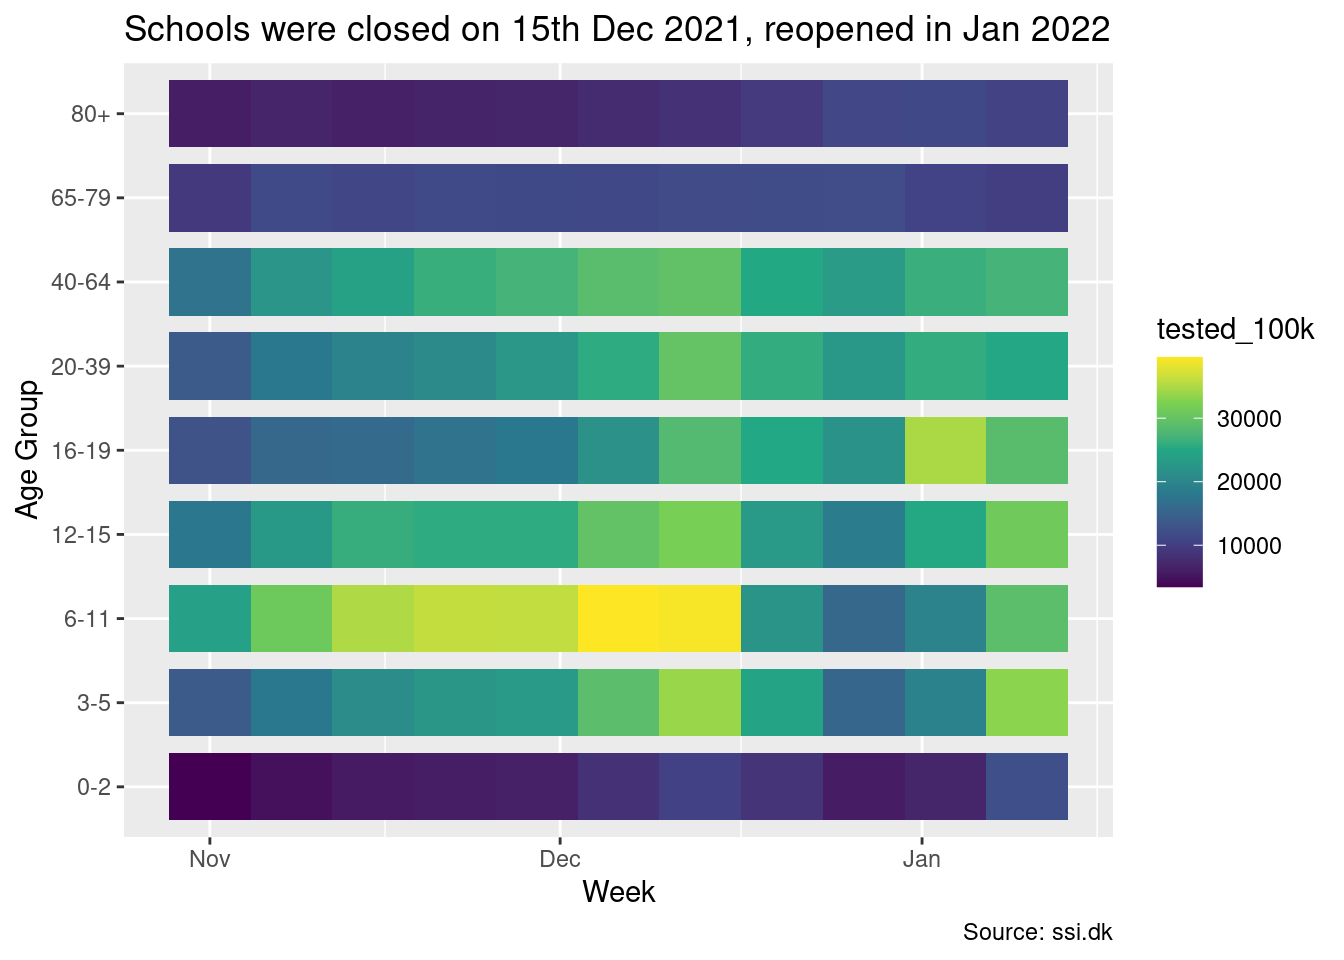 Schools were closed on 15th Dec 2021, reopened in Jan 2022
80+
65-79
40-64
20-39
16-19
12-15
6-11
3-5
0-2
Age Group
Nov Dec Jan
Week
tested_100k
30000
20000
10000
Source: ssi.dk